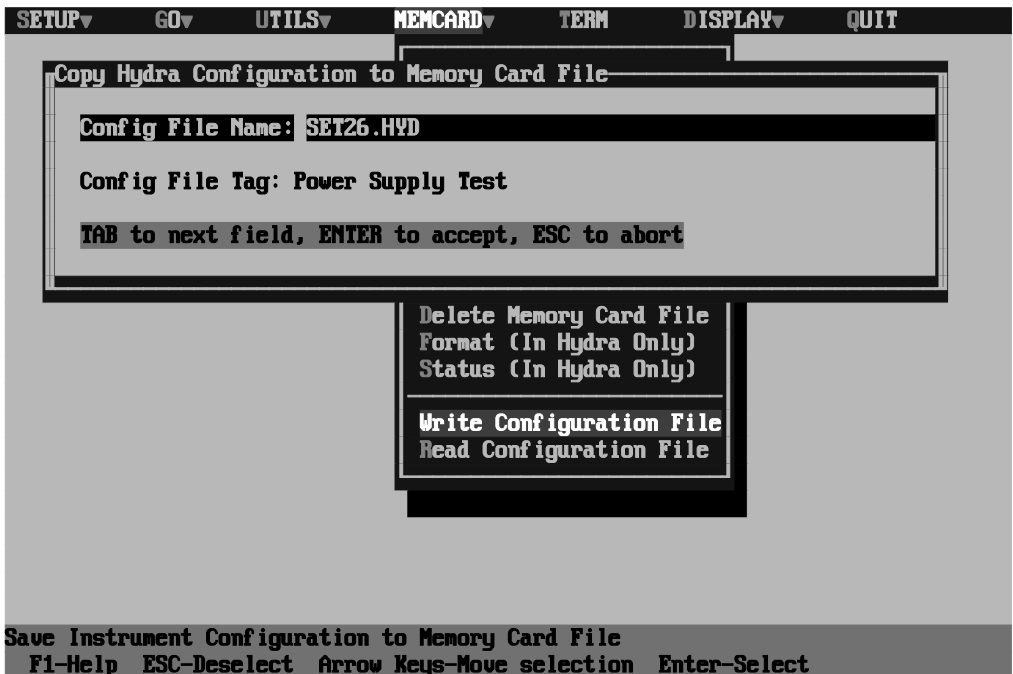 SETUP▼ GO▼ UTILS▼ MEMCARD▼ TERM DISPLAY▼ QUIT
Copy Hydra Configuration to Memory Card File
Config File Name: SET26.HYD
Config File Tag: Power Supply Test
TAB to next field, ENTER to accept, ESC to abort
Delete Memory Card File
Format (In Hydra Only)
Status (In Hydra Only)
Write Configuration File
Read Configuration File
Save Instrument Configuration to Memory Card File
F1-Help ESC-Deselect Arrow Keys-Move selection Enter-Select